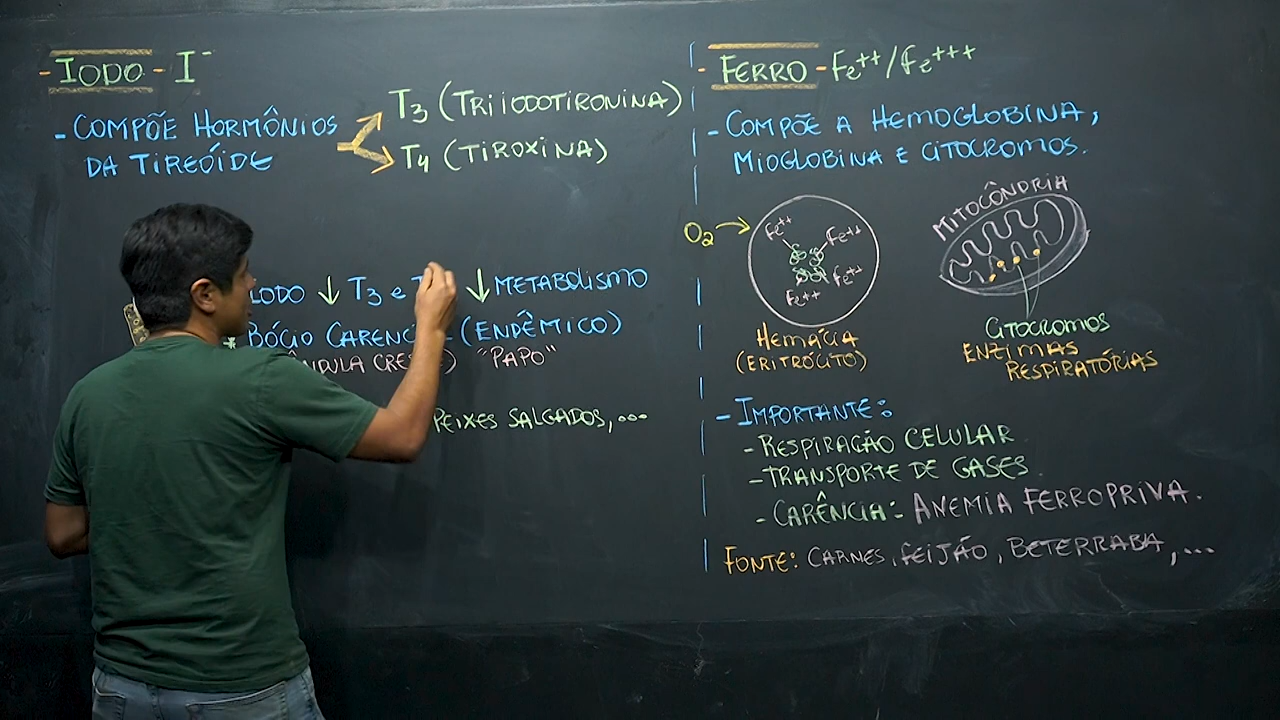 - IODO - I⁻
- COMPÕE HORMÔNIOS
DA TIREÓIDE
T3 (TRIIODOTIRONINA)
T4 (TIROXINA)
IODO ↓ T3 e ↓ METABOLISMO
* BÓCIO (ENDÊMICO)
"PAPO"
PEIXES SALGADOS,...
- FERRO - Fe++/Fe+++
- COMPÕE A HEMOGLOBINA,
MIOGLOBINA E CITOCROMOS.
O2 →
Fe++
Fe++
Fe++
Fe++
HEMÁCIA
(ERITRÓCITO)
MITOCÔNDRIA
CITOCROMOS
ENZIMAS
RESPIRATÓRIAS
- IMPORTANTE:
- RESPIRAÇÃO CELULAR
- TRANSPORTE DE GASES.
- CARÊNCIA:- ANEMIA FERROPRIVA.
FONTE: CARNES, FEIJÃO, BETERRABA,...